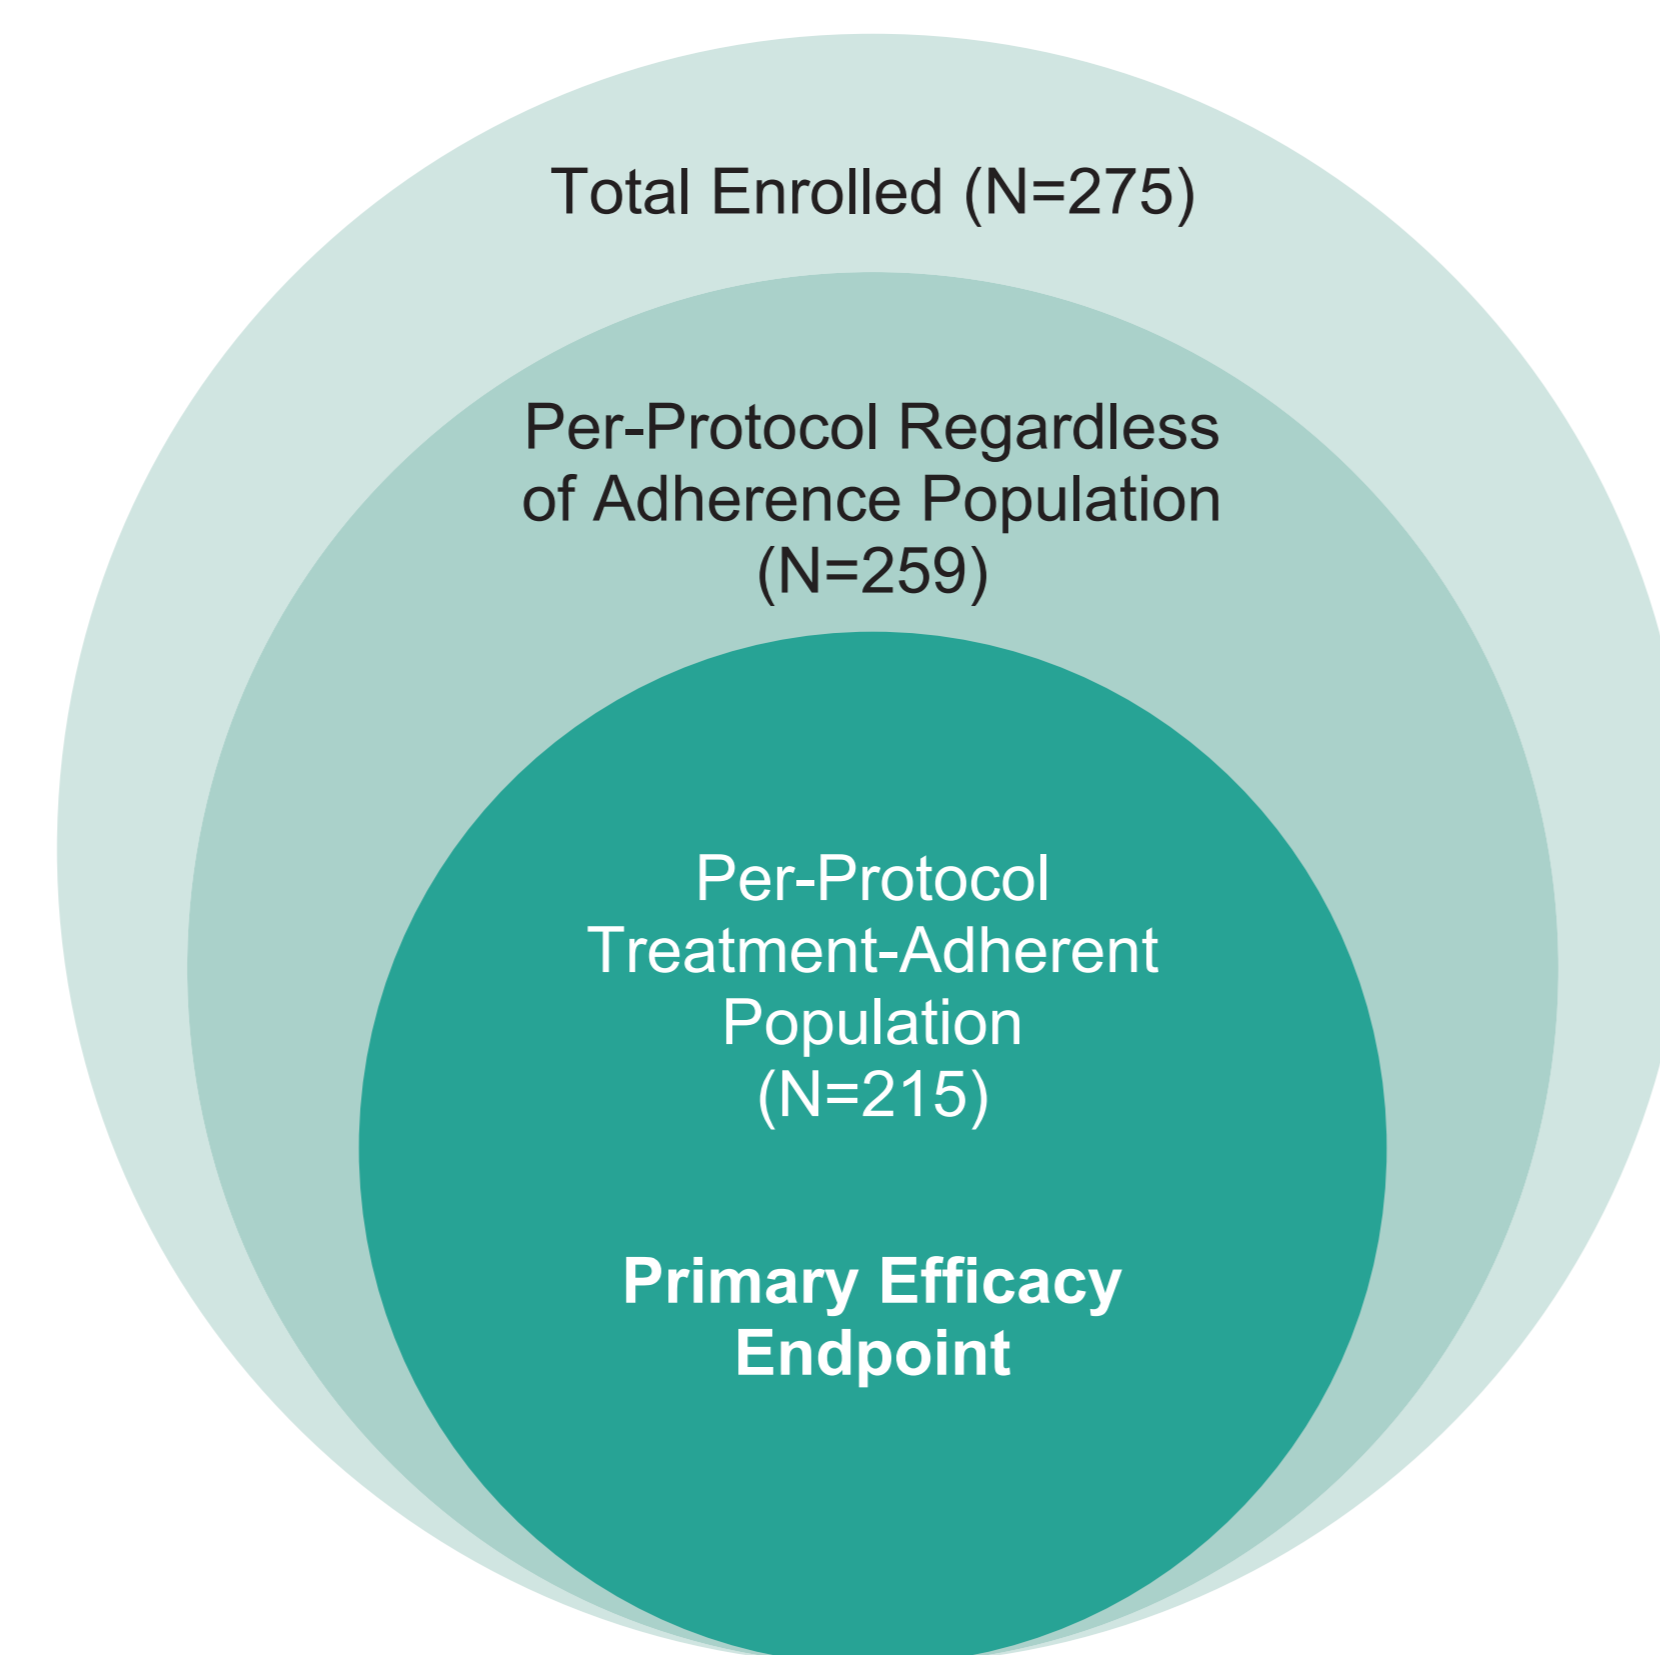 Total Enrolled (N=275)
Per-Protocol Regardless
of Adherence Population
(N=259)
Per-Protocol
Treatment-Adherent
Population
(N=215)
Primary Efficacy
Endpoint